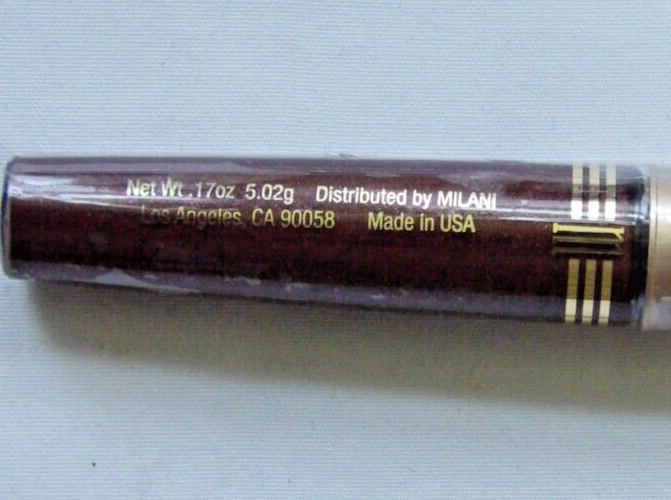 Net Wt .17oz 5.02g Distributed by MILANI
Los Angeles, CA 90058 Made in USA
m